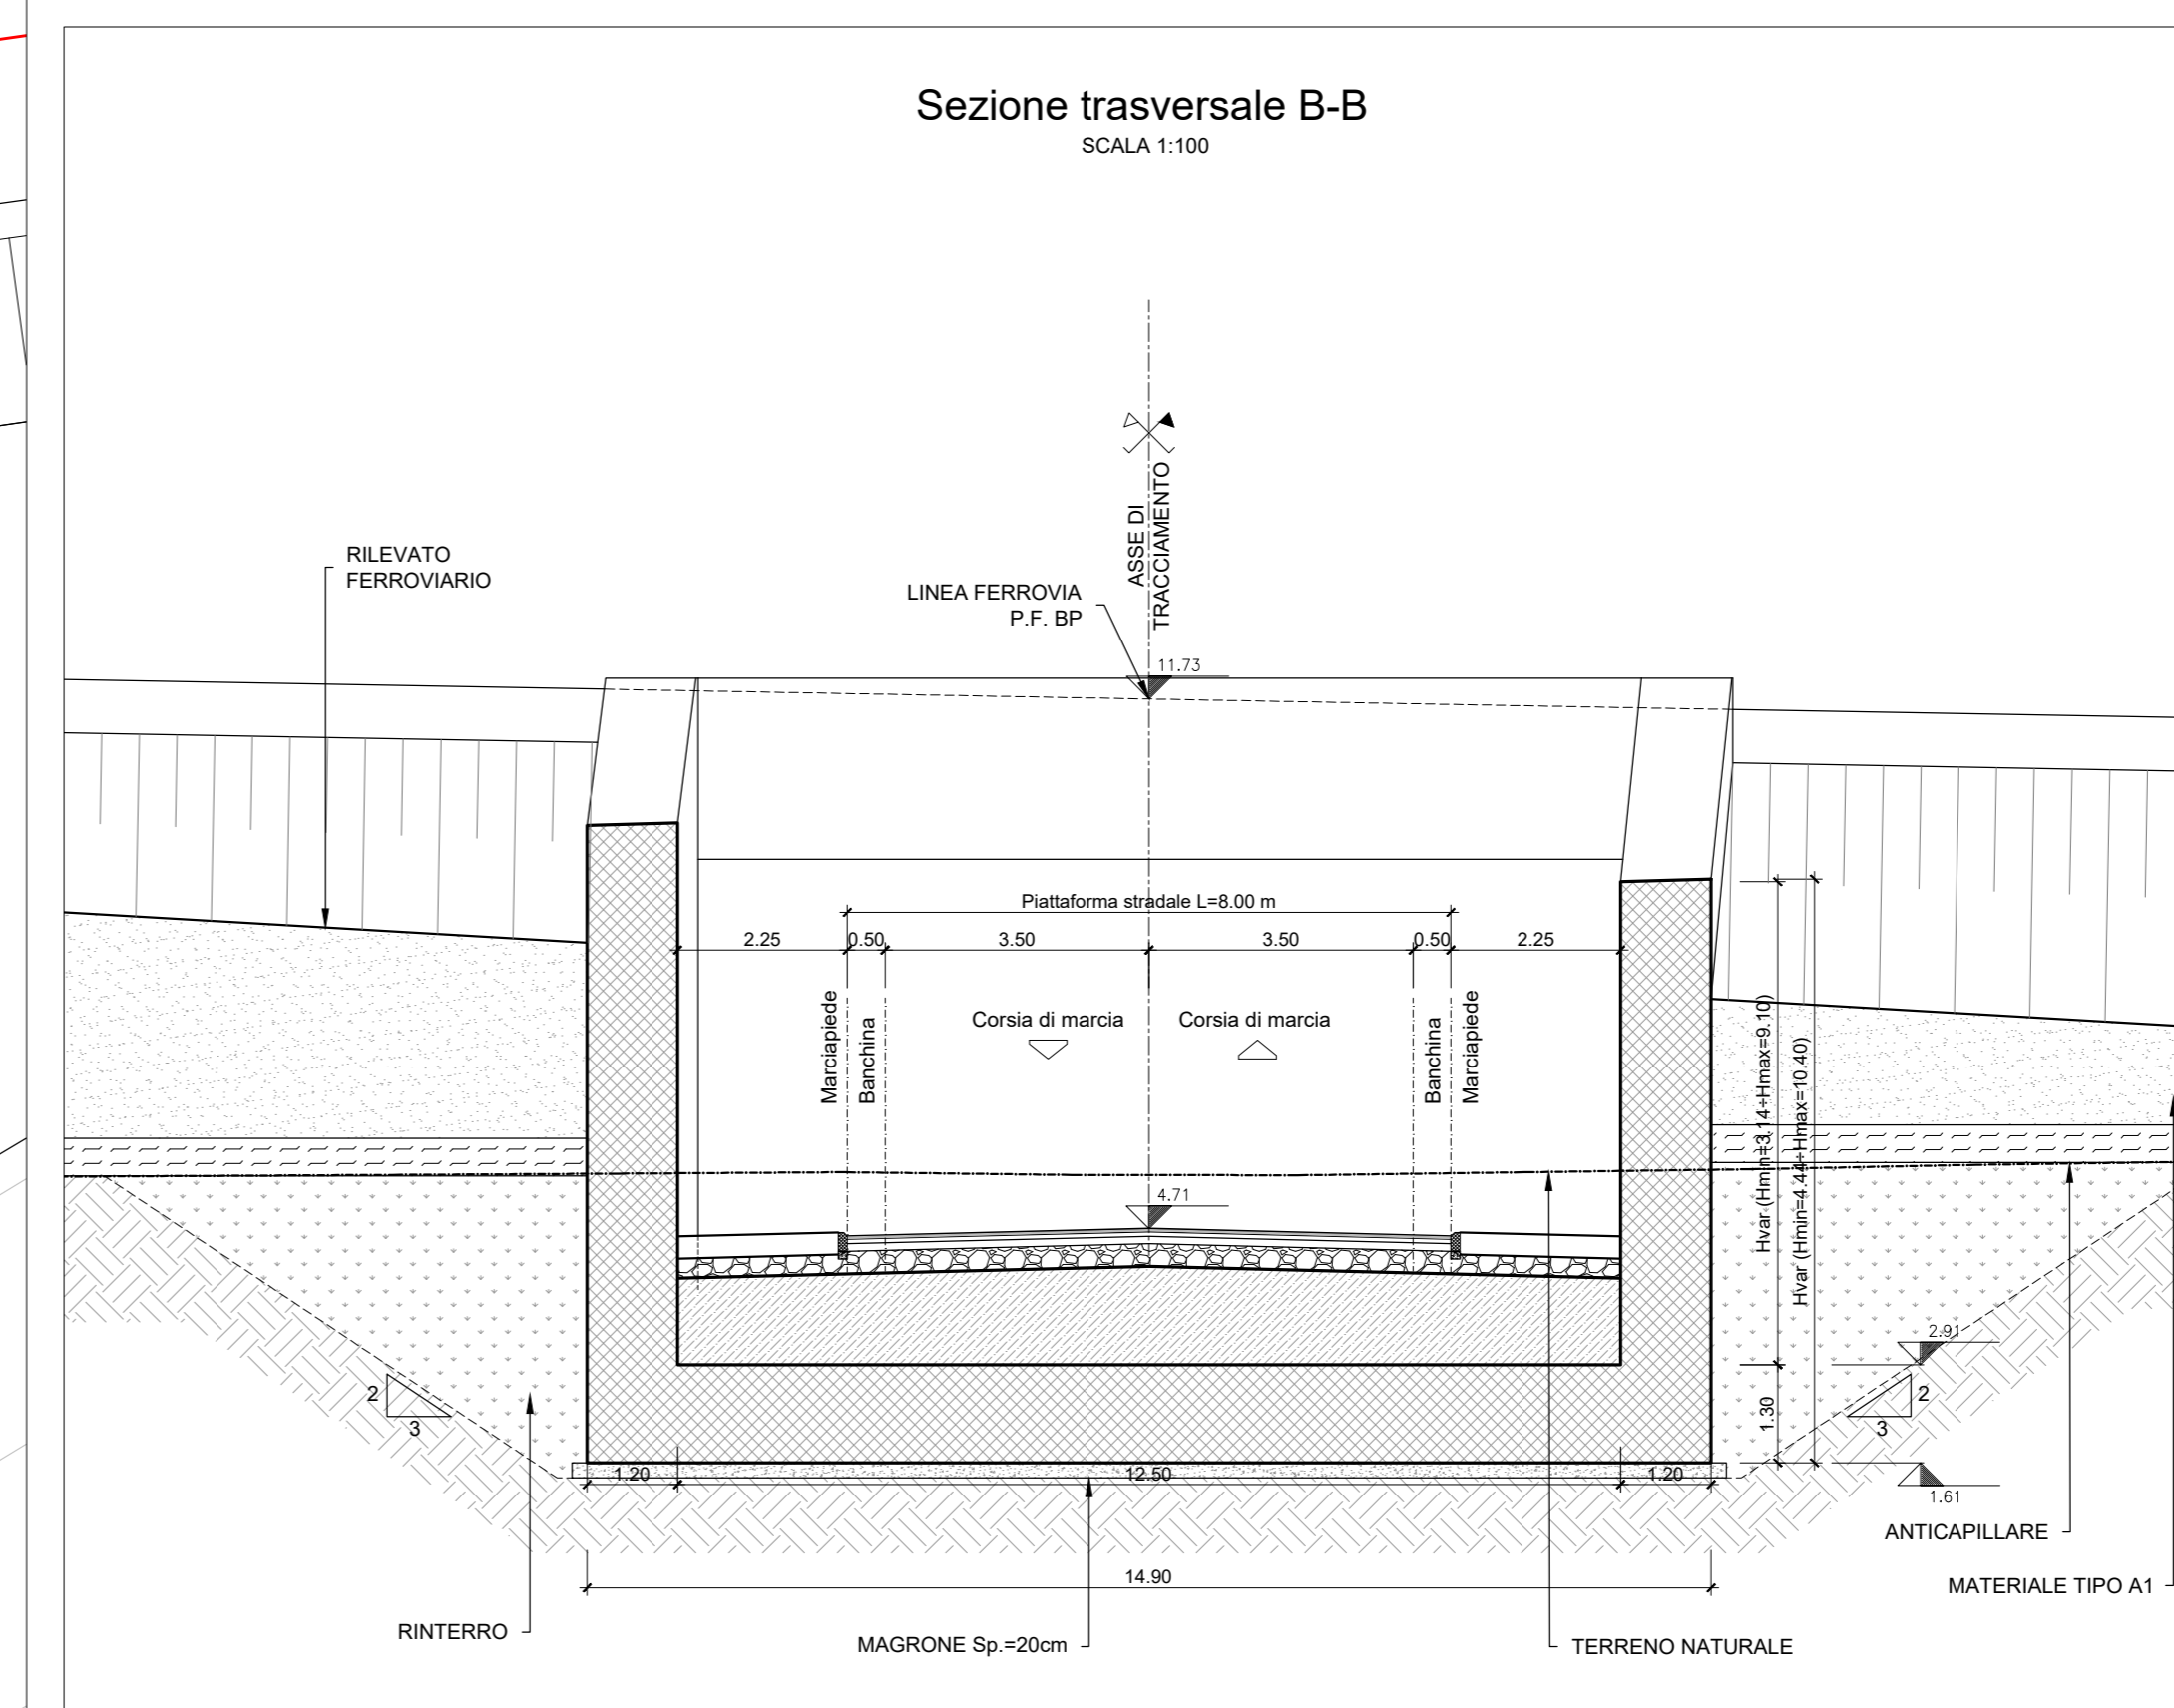 Sezione trasversale B-B
SCALA 1:100
ASSE DI
TRACCIAMENTO
RILEVATO
FERROVIARIO
LINEA FERROVIA
P.F. BP
11.73
Piattaforma stradale L=8.00 m
2.25
0.50
3.50
3.50
0.50
2.25
Marciapiede
Banchina
Corsia di marcia
Corsia di marcia
Banchina
Marciapiede
Hvar (Hmin=3.14÷Hmax=9.10)
Hvar (Hmin=4.44÷Hmax=10.40)
4.71
2.91
2
3
1.30
2
3
1.20
12.50
1.20
1.61
ANTICAPILLARE
14.90
MATERIALE TIPO A1
RINTERRO
MAGRONE Sp.=20cm
TERRENO NATURALE